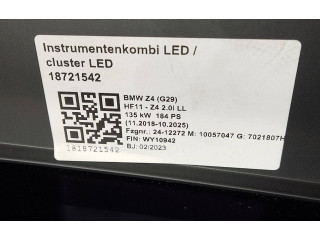 Instrumentenkombi LED /
cluster LED
18721542
BMW Z4 (G29)
HF11 - Z4 2.0i LL
135 kW 184 PS
(11.2018-10.2025)
Fzgnr.: 24-12272 M: 10057047 G: 7021807H
FIN: WY10942
BJ: 02/2023
1818721542